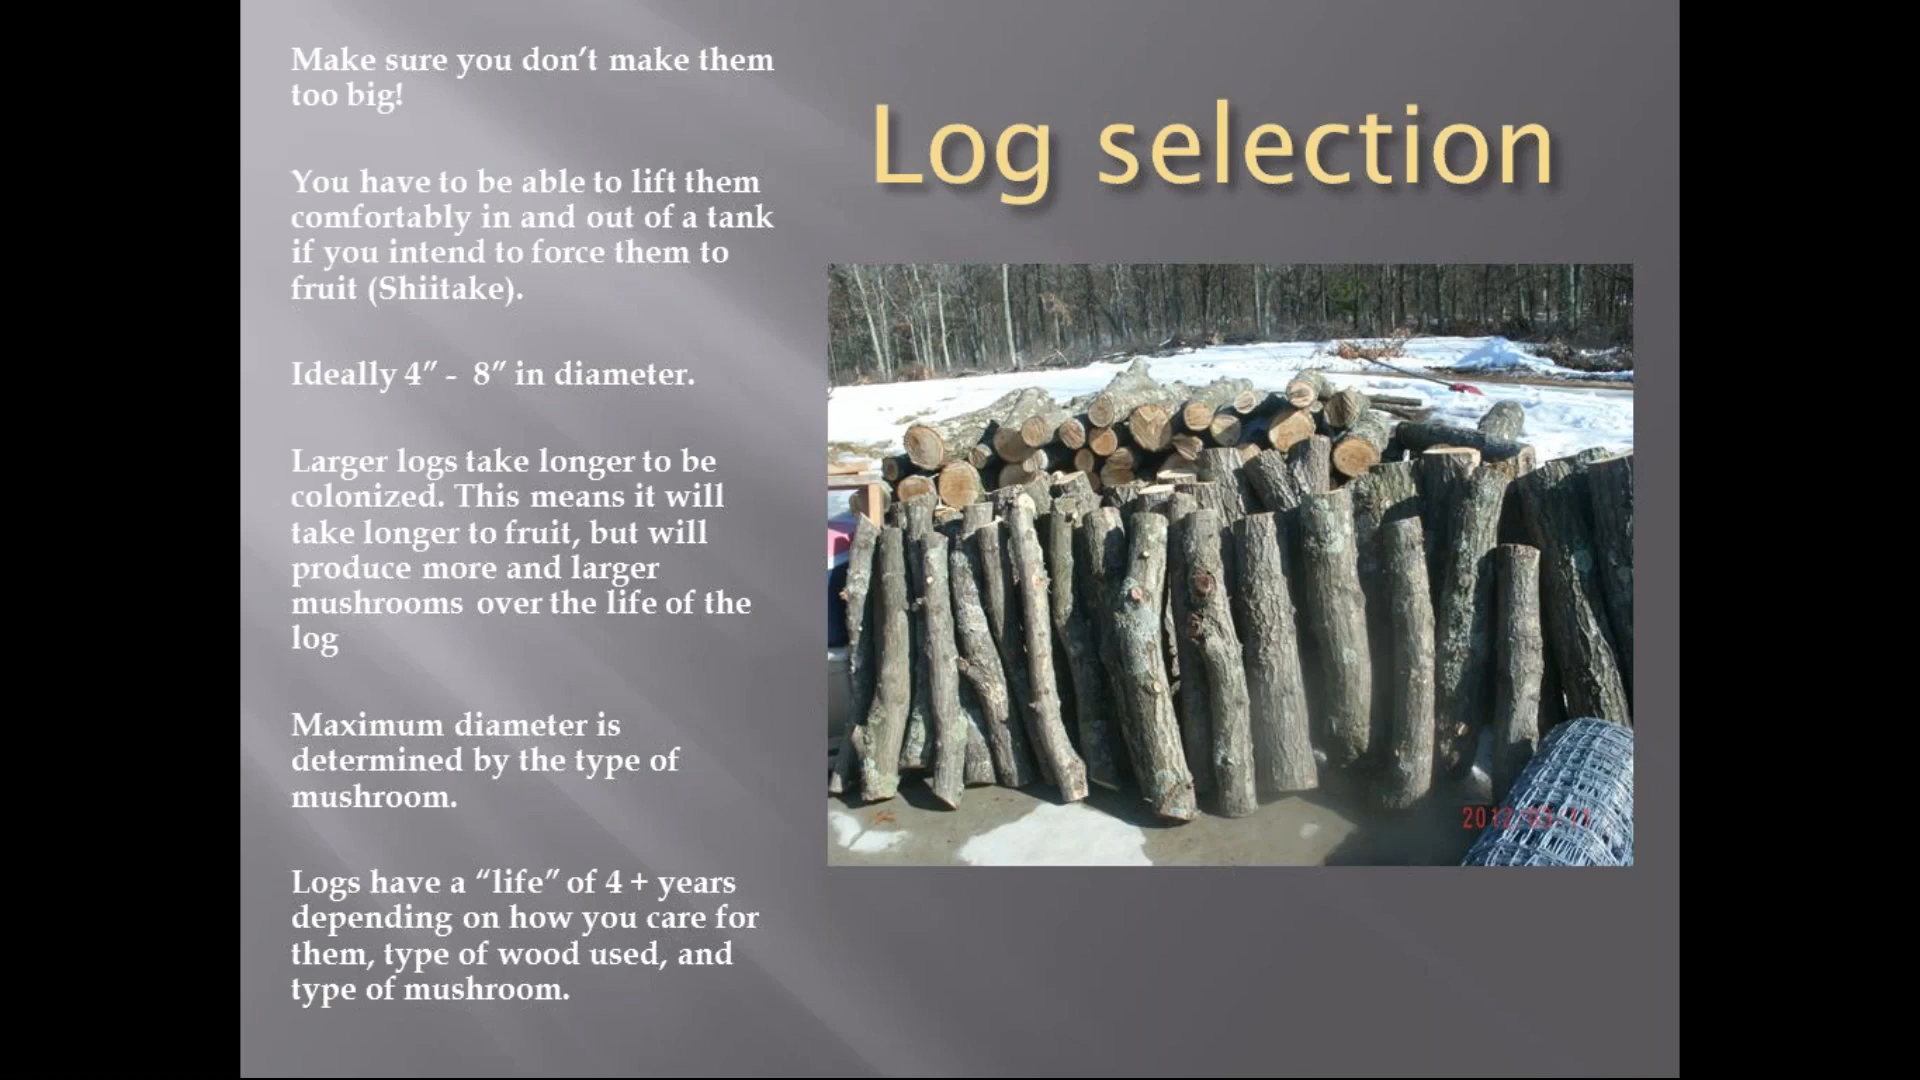 Make sure you don’t make them
too big!
You have to be able to lift them
comfortably in and out of a tank
if you intend to force them to
fruit (Shiitake).
Ideally 4” - 8” in diameter.
Larger logs take longer to be
colonized. This means it will
take longer to fruit, but will
produce more and larger
mushrooms over the life of the
log
Maximum diameter is
determined by the type of
mushroom.
Logs have a “life” of 4 + years
depending on how you care for
them, type of wood used, and
type of mushroom.
Log selection